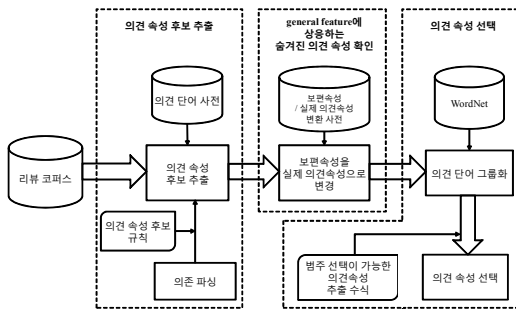 의견 속성 후보 추출
의견 단어 사전
리뷰 코퍼스
의견 속성
후보 추출
의견 속성 후보
규칙
의존 파싱
general feature에
상응하는
숨겨진 의견 속성 확인
보편속성
/ 실제 의견속성
변환 사전
보편속성을
실제 의견속성으로
변경
의견 속성 선택
WordNet
의견 단어 그룹화
범주 선택이 가능한
의견속성
추출 수식
의견 속성 선택